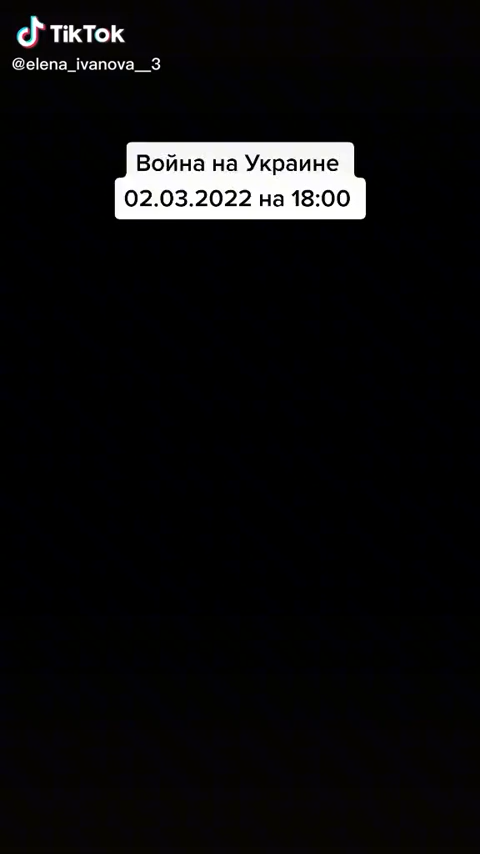 TikTok
@elena_ivanova__3
Война на Украине
02.03.2022 на 18:00